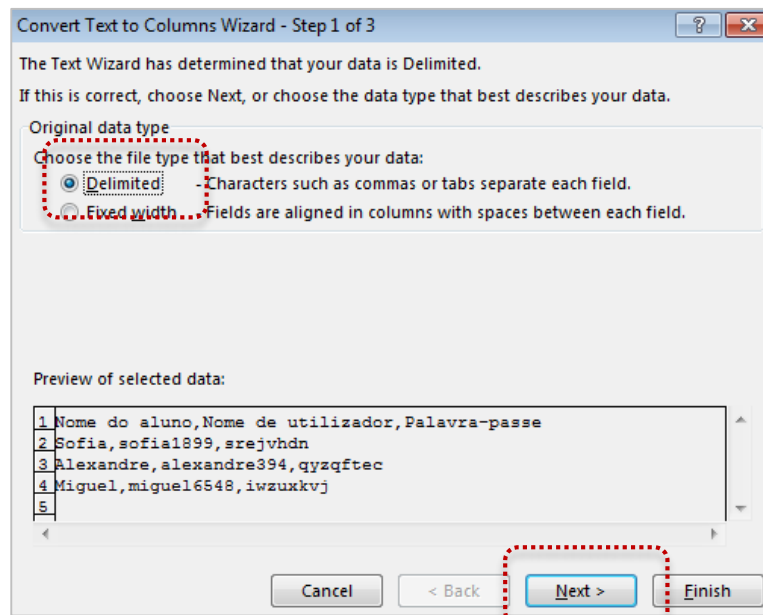 Convert Text to Columns Wizard - Step 1 of 3
?
The Text Wizard has determined that your data is Delimited.
If this is correct, choose Next, or choose the data type that best describes your data.
Original data type
Choose the file type that best describes your data:
Delimited - Characters such as commas or tabs separate each field.
Fixed width - Fields are aligned in columns with spaces between each field.
Preview of selected data:
1 Nome do aluno,Nome de utilizador,Palavra-passe
2 Sofia,sofia1899,srejvhdn
3 Alexandre,alexandre394,qyzqftec
4 Miguel,miguel6548,iwzuxkvj
5
Cancel < Back Next > Finish